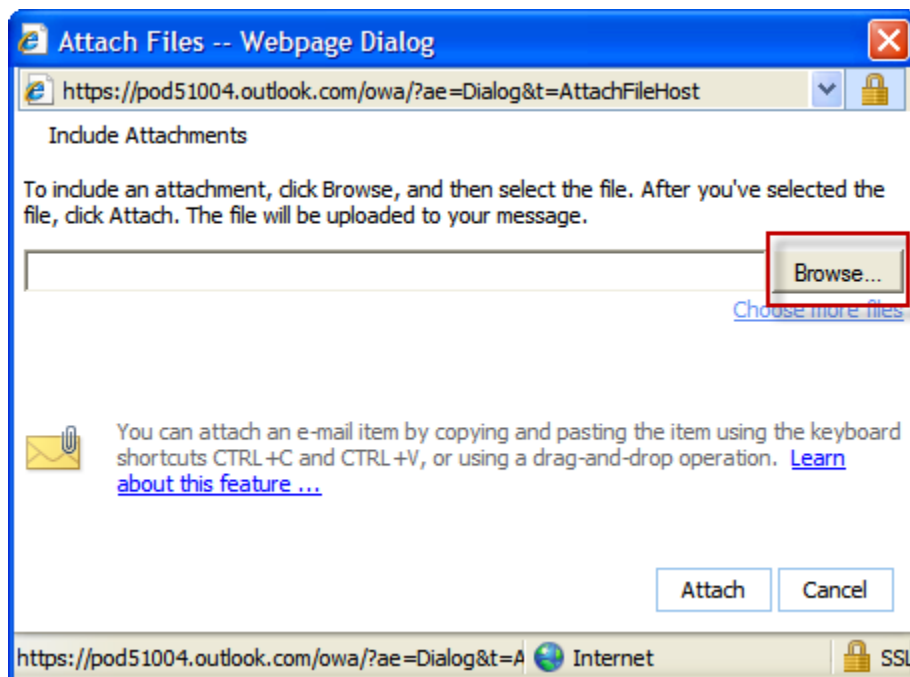 Attach Files -- Webpage Dialog
https://pod51004.outlook.com/owa/?ae=Dialog&t=AttachFileHost
Include Attachments
To include an attachment, click Browse, and then select the file. After you've selected the
file, click Attach. The file will be uploaded to your message.
Browse...
Choose more files
You can attach an e-mail item by copying and pasting the item using the keyboard
shortcuts CTRL+C and CTRL+V, or using a drag-and-drop operation. Learn
about this feature ...
Attach Cancel
https://pod51004.outlook.com/owa/?ae=Dialog&t=A Internet SSL